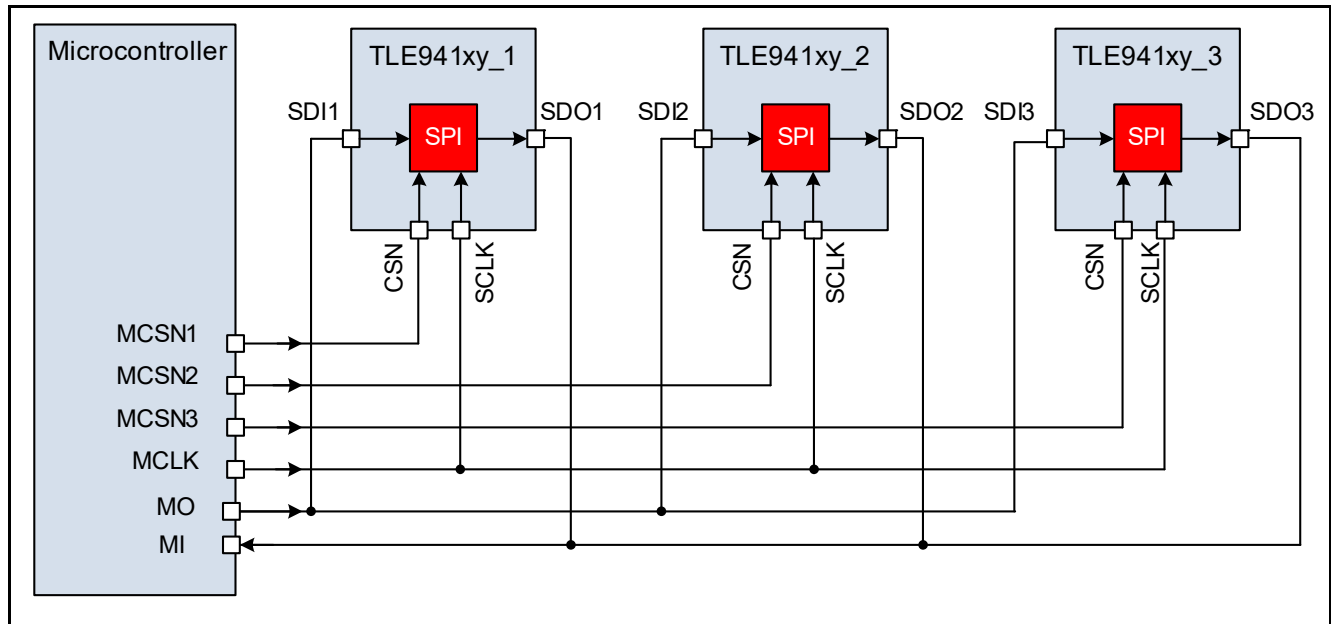 Microcontroller
TLE941xy_1
TLE941xy_2
TLE941xy_3
SDI1
SPI
SDO1
SDI2
SPI
SDO2
SDI3
SPI
SDO3
CSN
SCLK
CSN
SCLK
CSN
SCLK
MCSN1
MCSN2
MCSN3
MCLK
MO
MI